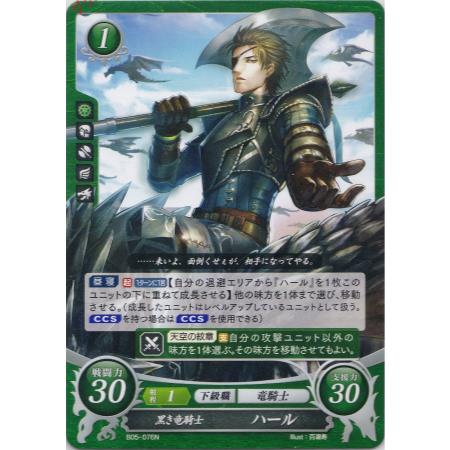 1
……来いよ、面倒くせぇが、相手になってやる。
昼寝 起 1ターンに1回 【自分の退避エリアから『ハール』を1枚この
ユニットの下に重ねて成長させる】他の味方を1体まで選び、移動
させる。(成長したユニットはレベルアップしているユニットとして扱う。
CCSを持つ場合はCCSを使用できる)
天空の紋章 攻 自分の攻撃ユニット以外の
味方を1体選ぶ。その味方を移動させてもよい。
戦闘力
30
射程 1 下級職 竜騎士
支援力
30
黒き竜騎士 ハール
B05-076N